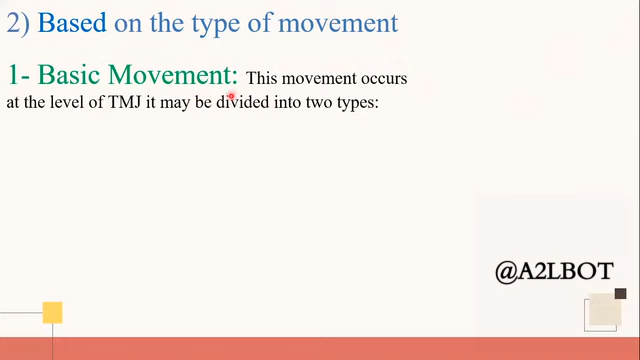 2) Based on the type of movement
1- Basic Movement: This movement occurs
at the level of TMJ it may be divided into two types:
@A2LBOT